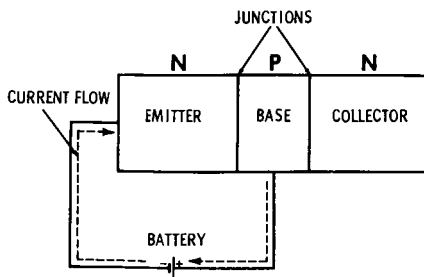 JUNCTIONS
N P N
CURRENT FLOW
EMITTER BASE COLLECTOR
BATTERY
- +